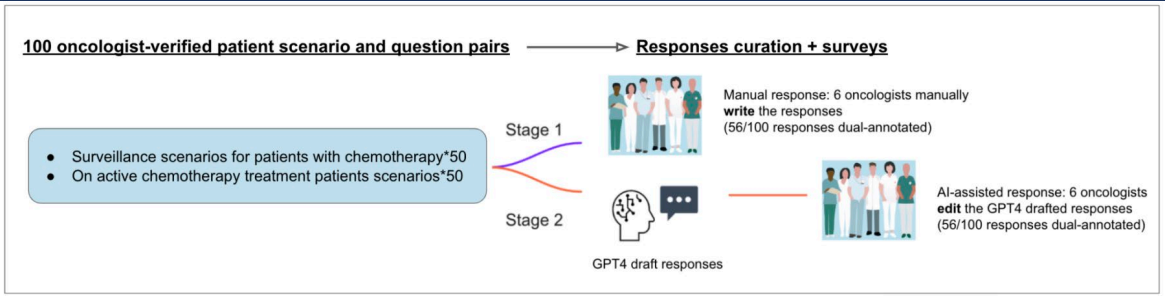 100 oncologist-verified patient scenario and question pairs
Responses curation + surveys
● Surveillance scenarios for patients with chemotherapy*50
● On active chemotherapy treatment patients scenarios*50
Stage 1
Manual response: 6 oncologists manually
write the responses
(56/100 responses dual-annotated)
Stage 2
GPT4 draft responses
AI-assisted response: 6 oncologists
edit the GPT4 drafted responses
(56/100 responses dual-annotated)